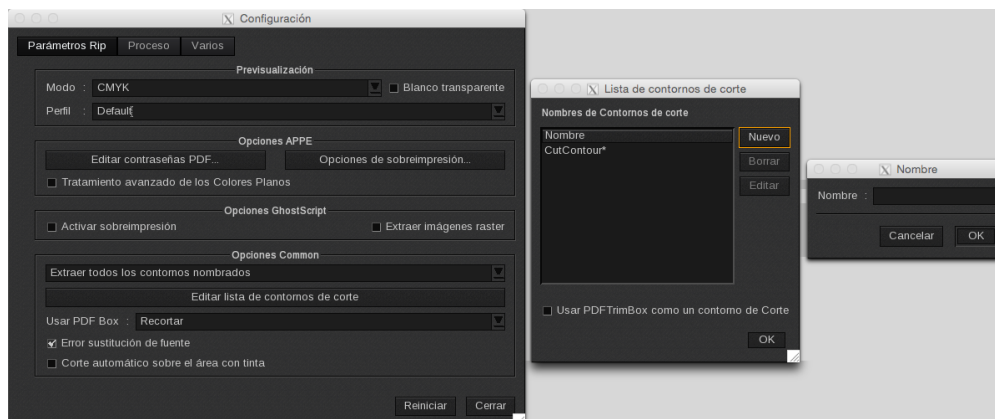 Configuración
Parámetros Rip
Proceso
Varios
Previsualización
Modo : CMYK
Blanco transparente
Perfil : Default
Opciones APPE
Editar contraseñas PDF...
Opciones de sobreimpresión...
Tratamiento avanzado de los Colores Planos
Opciones GhostScript
Activar sobreimpresión
Extraer imágenes raster
Opciones Common
Extraer todos los contornos nombrados
Editar lista de contornos de corte
Usar PDF Box : Recortar
Error sustitución de fuente
Corte automático sobre el área con tinta
Reiniciar
Cerrar
Lista de contornos de corte
Nombres de Contornos de corte
Nombre
CutContour*
Nuevo
Borrar
Editar
Usar PDFTrimBox como un contorno de Corte
OK
Nombre
Nombre :
Cancelar
OK